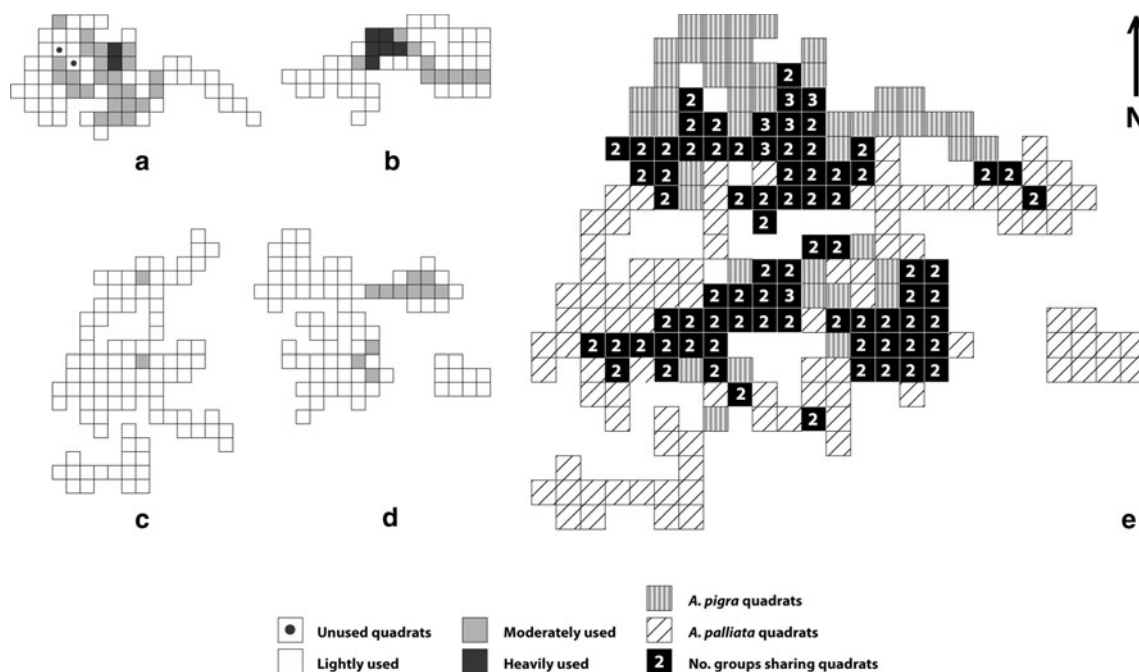 a
b
c
d
2
2 3 3
2 2 3 3 2
2 2 2 2 2 2 3 2 2 2
2 2 2 2 2 2 2 2
2 2 2 2 2 2 2
2
2 2
2 2 2 2
2 2 2 3 2 2
2 2 2 2 2 2 2 2 2 2 2
2 2 2 2 2 2 2 2 2 2
2 2 2 2 2 2 2
2
2
N
e
Unused quadrats
Lightly used
Moderately used
Heavily used
A. pigra quadrats
A. palliata quadrats
2 No. groups sharing quadrats